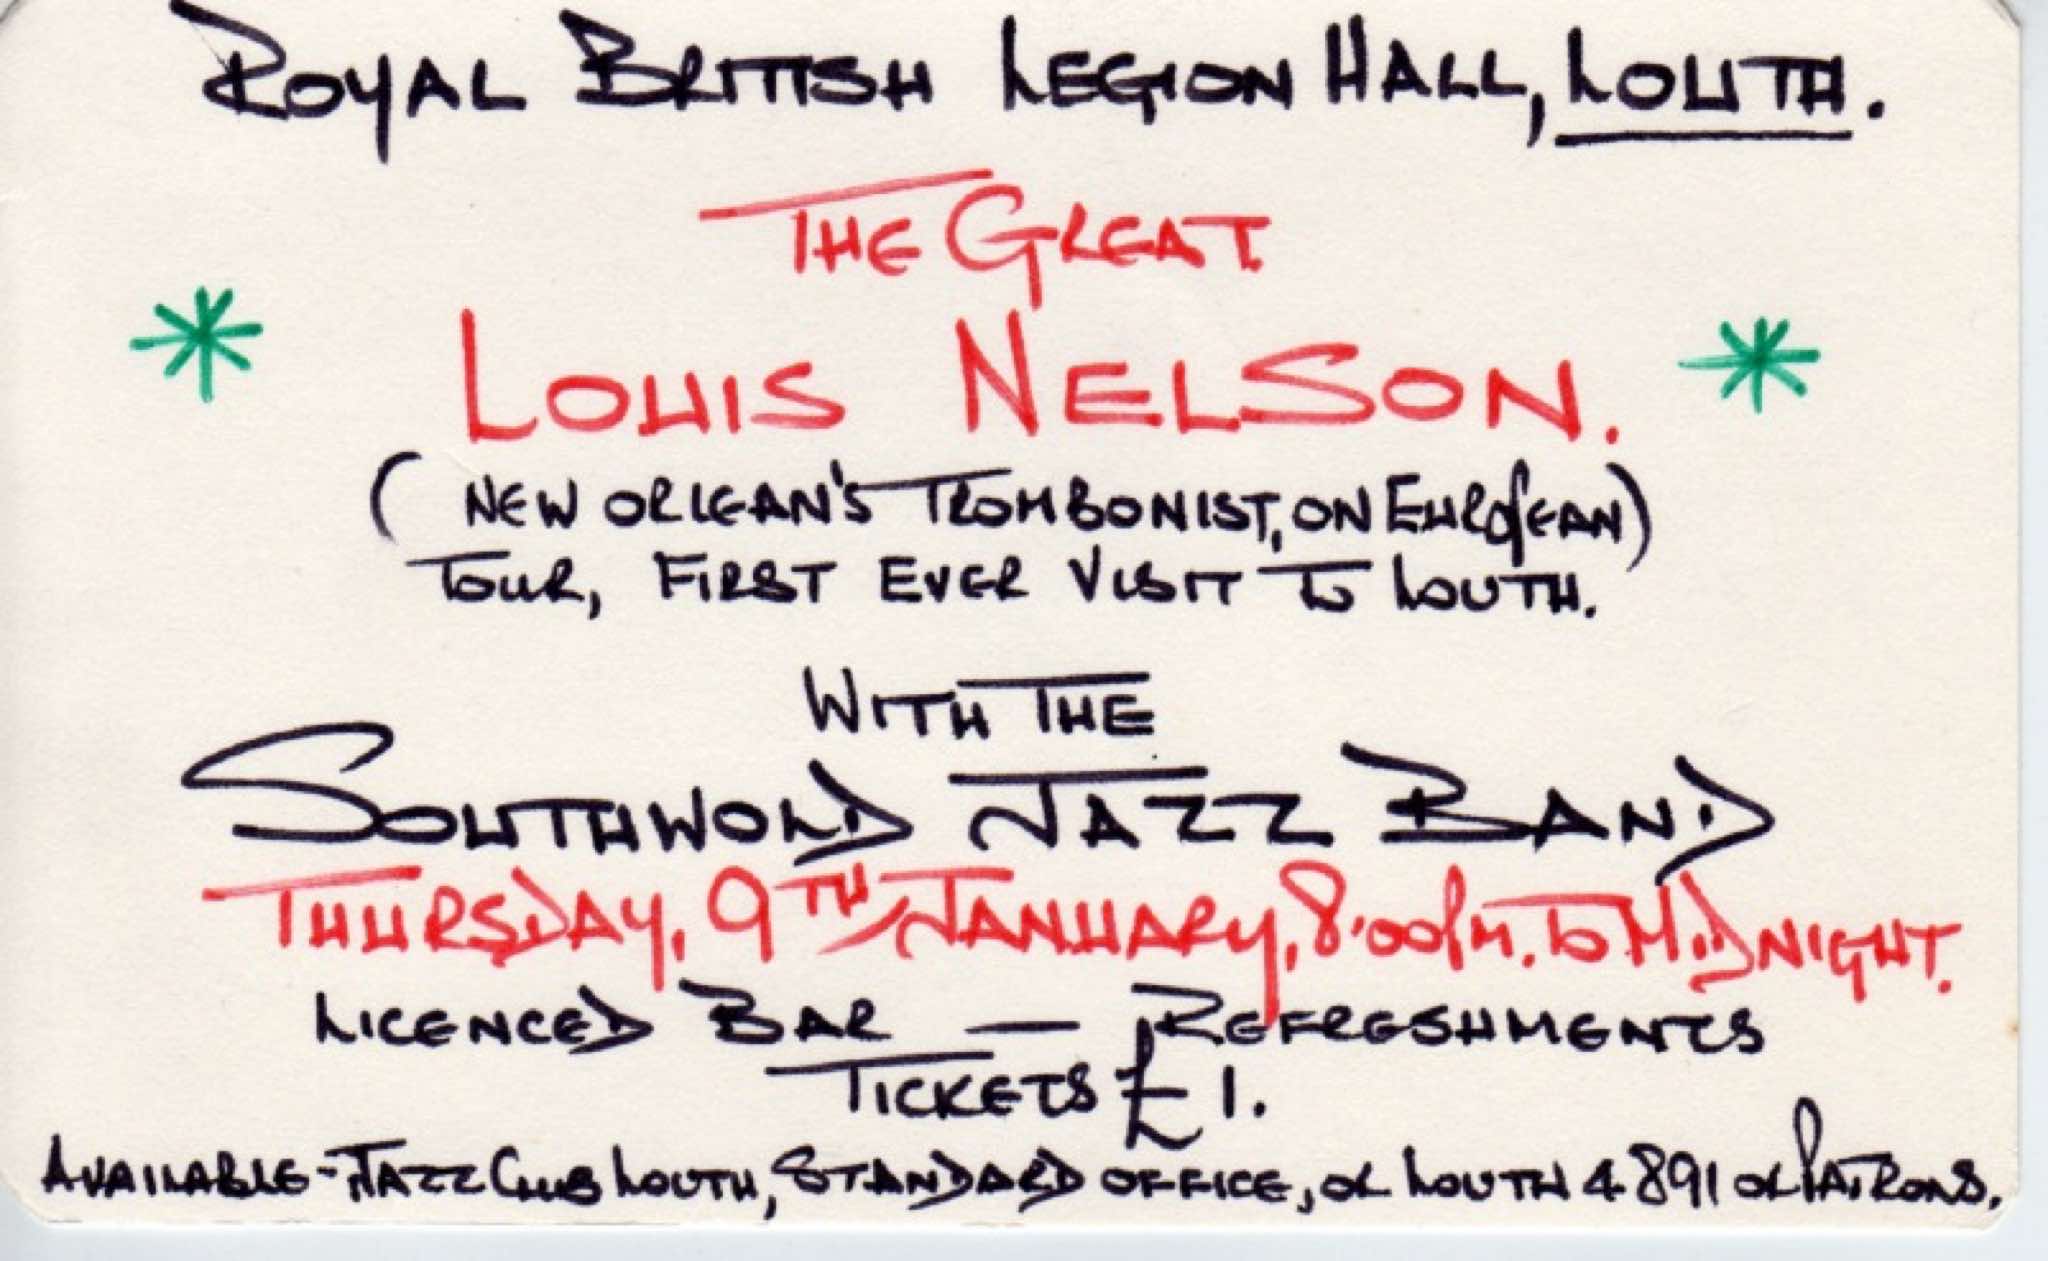 ROYAL BRITISH LEGION HALL, LOUTH.
THE GREAT
LOUIS NELSON.
( NEW ORLEAN'S TROMBONIST, ON EUROPEAN )
TOUR, FIRST EVER VISIT TO LOUTH.
WITH THE
SOUTHWOLD JAZZ BAND
THURSDAY, 9TH JANUARY, 8.00PM. TO MIDNIGHT.
LICENCED BAR — REFRESHMENTS
TICKETS £1.
AVAILABLE - JAZZ CLUB LOUTH, STANDARD OFFICE, OR LOUTH 4891 OR PATRONS.